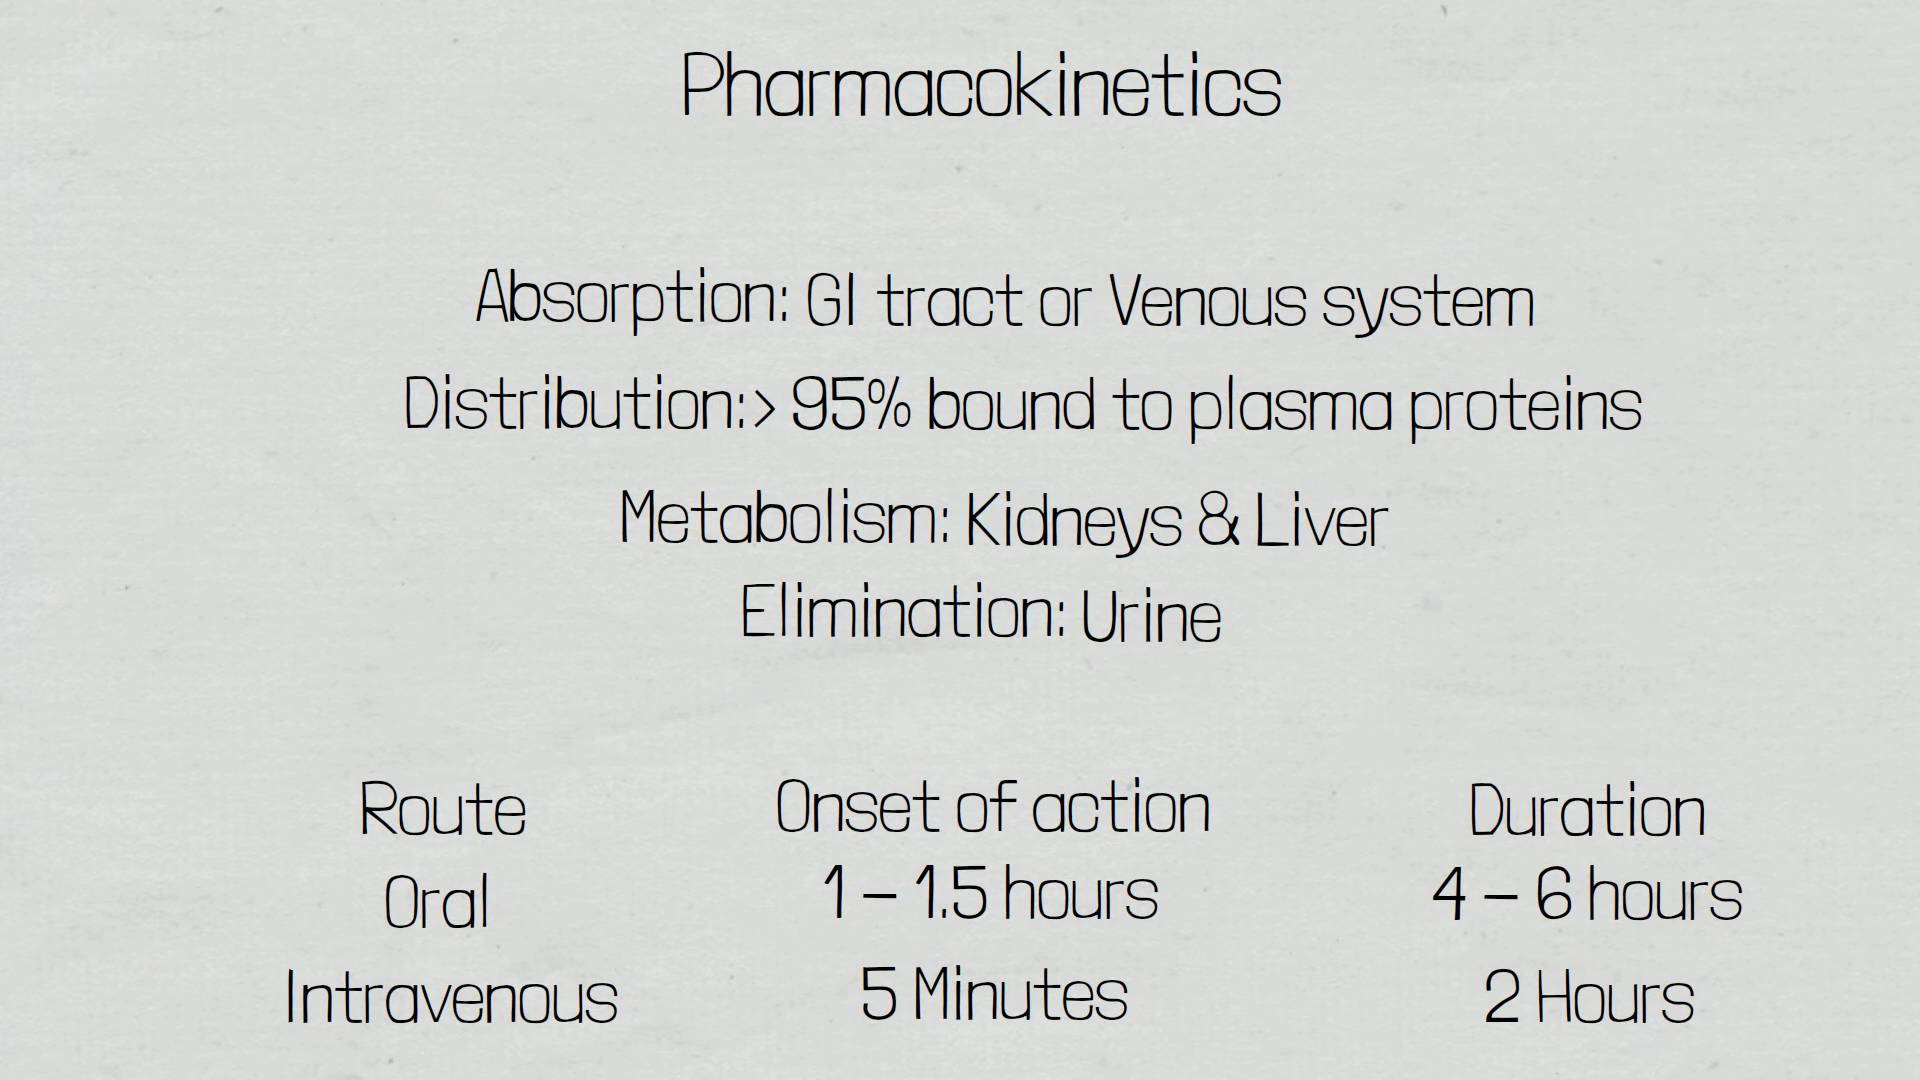 Pharmacokinetics
Absorption: GI tract or Venous system
Distribution:> 95% bound to plasma proteins
Metabolism: Kidneys & Liver
Elimination: Urine
Route Onset of action Duration
Oral 1 – 1.5 hours 4 – 6 hours
Intravenous 5 Minutes 2 Hours